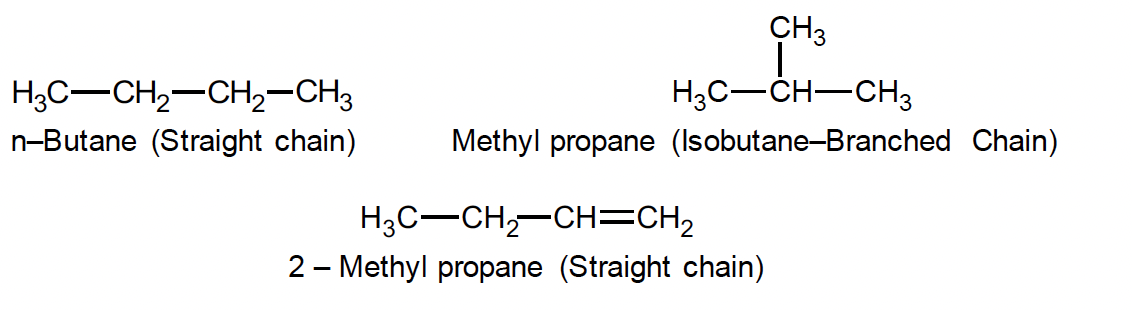 CH₃
H₃C—CH₂—CH₂—CH₃
H₃C—CH—CH₃
n–Butane (Straight chain)
Methyl propane (Isobutane–Branched Chain)
H₃C—CH₂—CH=CH₂
2 – Methyl propane (Straight chain)